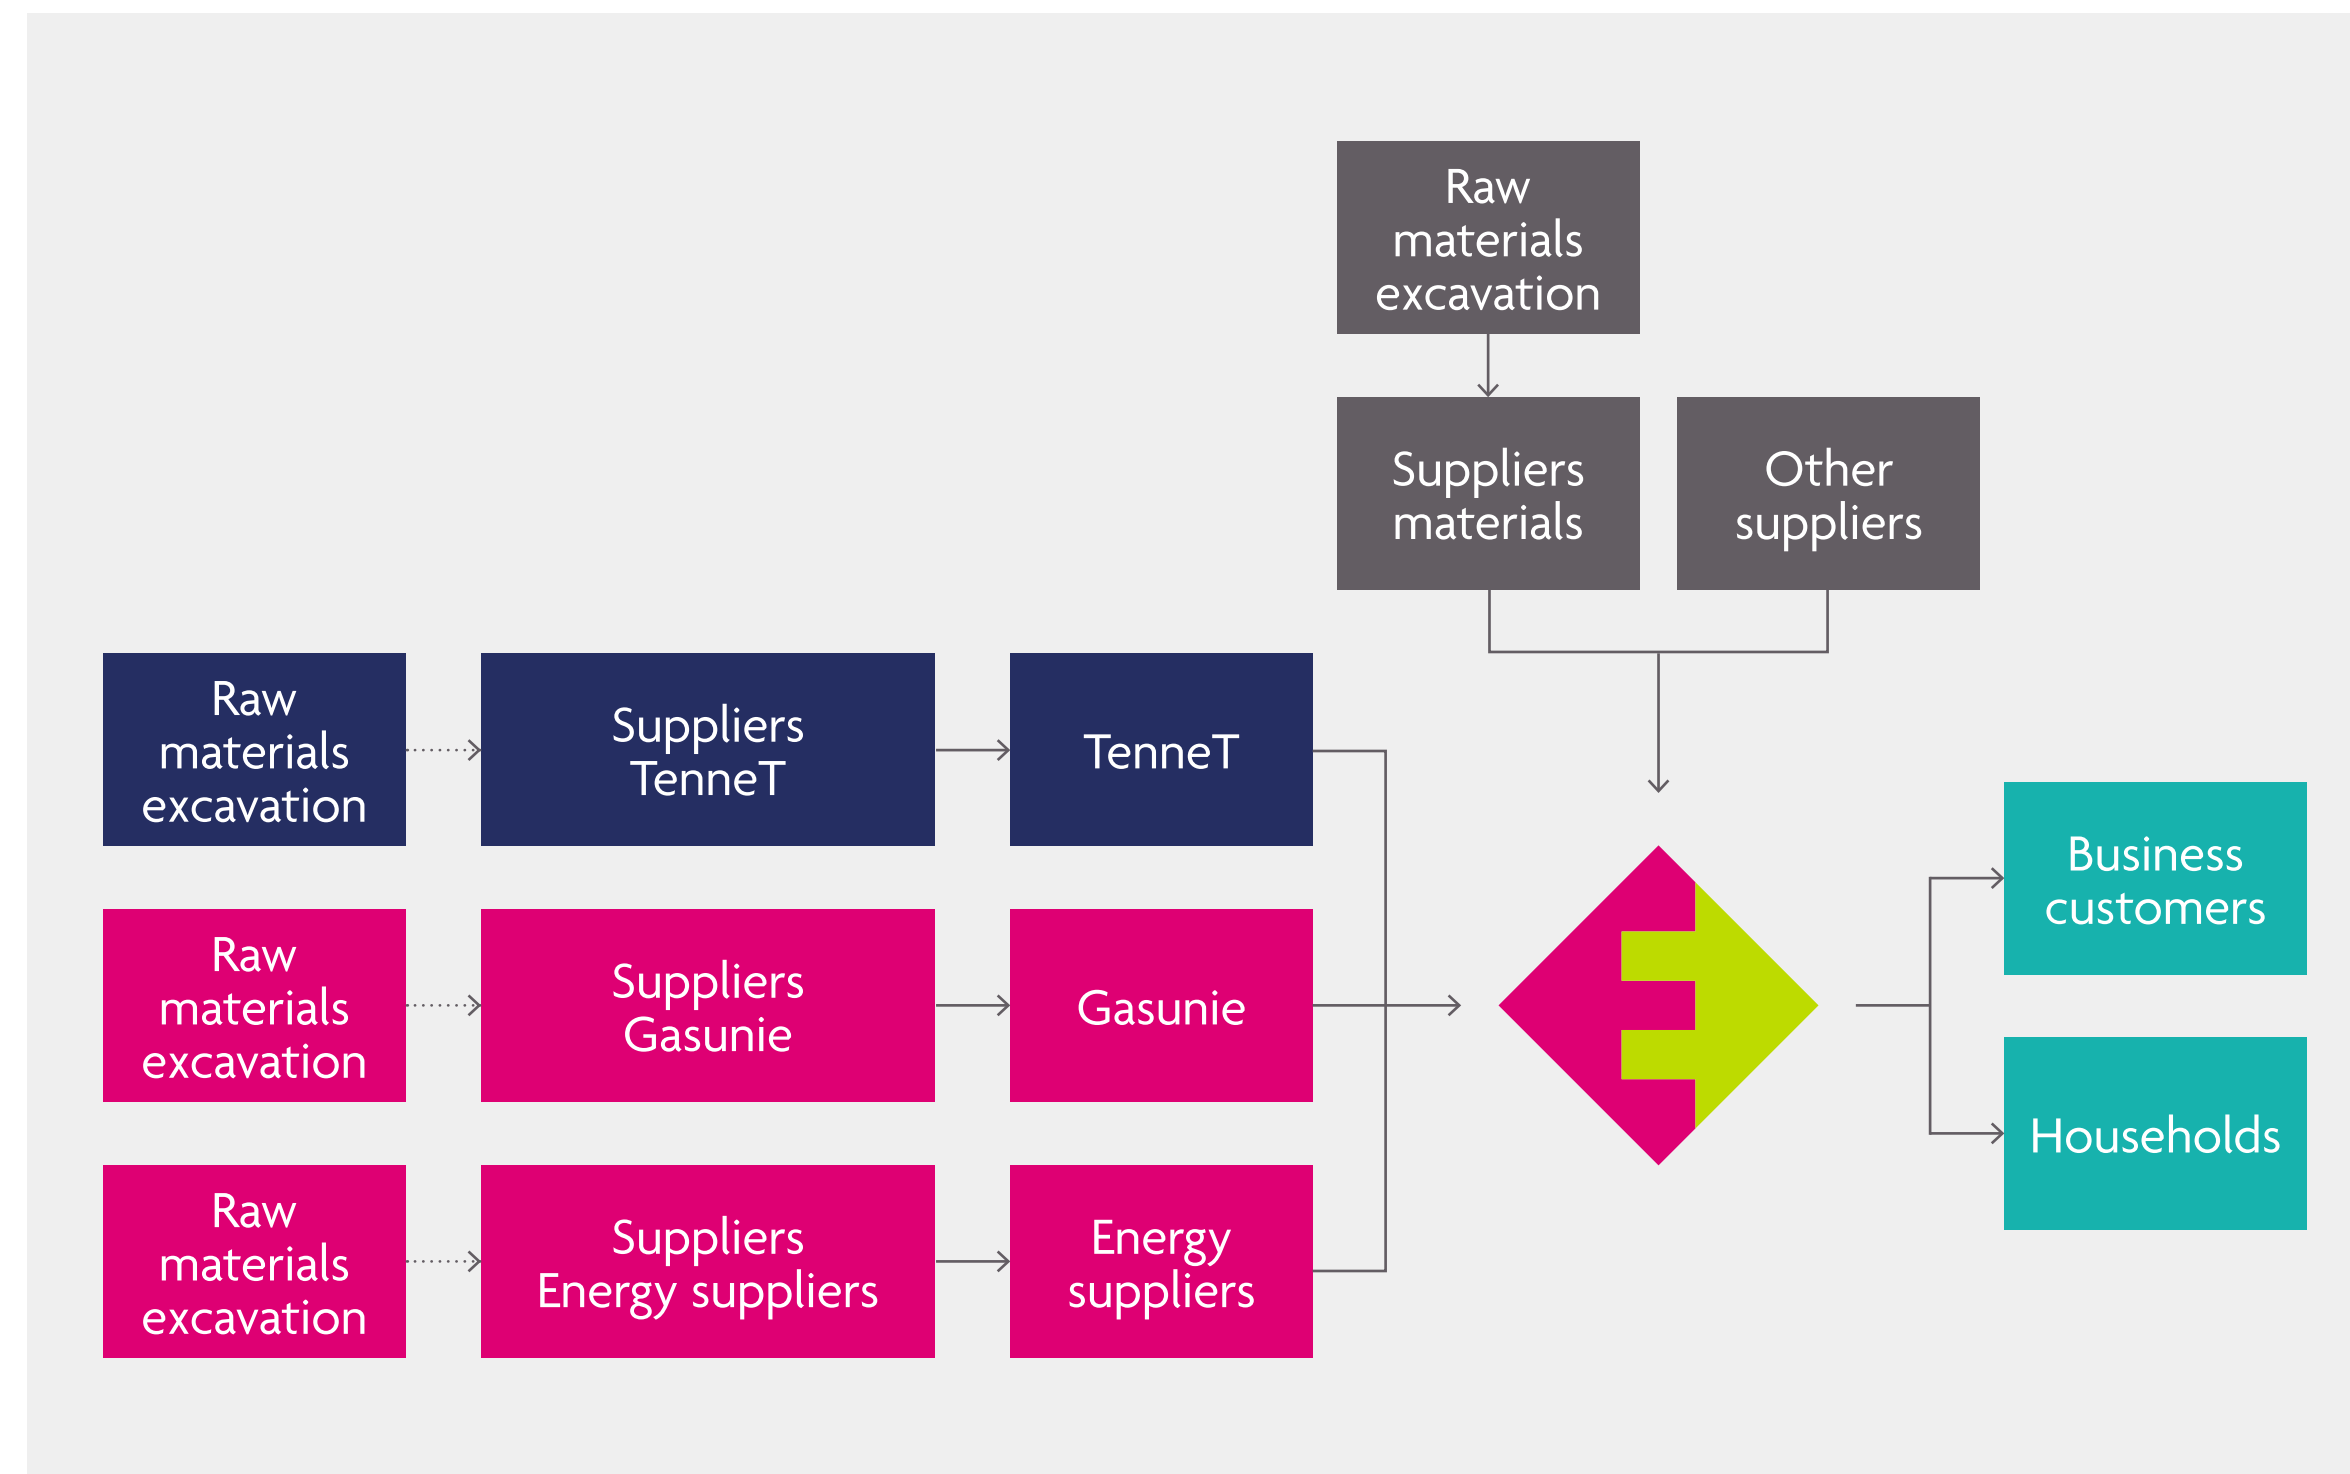 Raw
materials
excavation
Suppliers
materials
Other
suppliers
Raw
materials
excavation
Suppliers
TenneT
TenneT
Raw
materials
excavation
Suppliers
Gasunie
Gasunie
Raw
materials
excavation
Suppliers
Energy suppliers
Energy
suppliers
Business
customers
Households